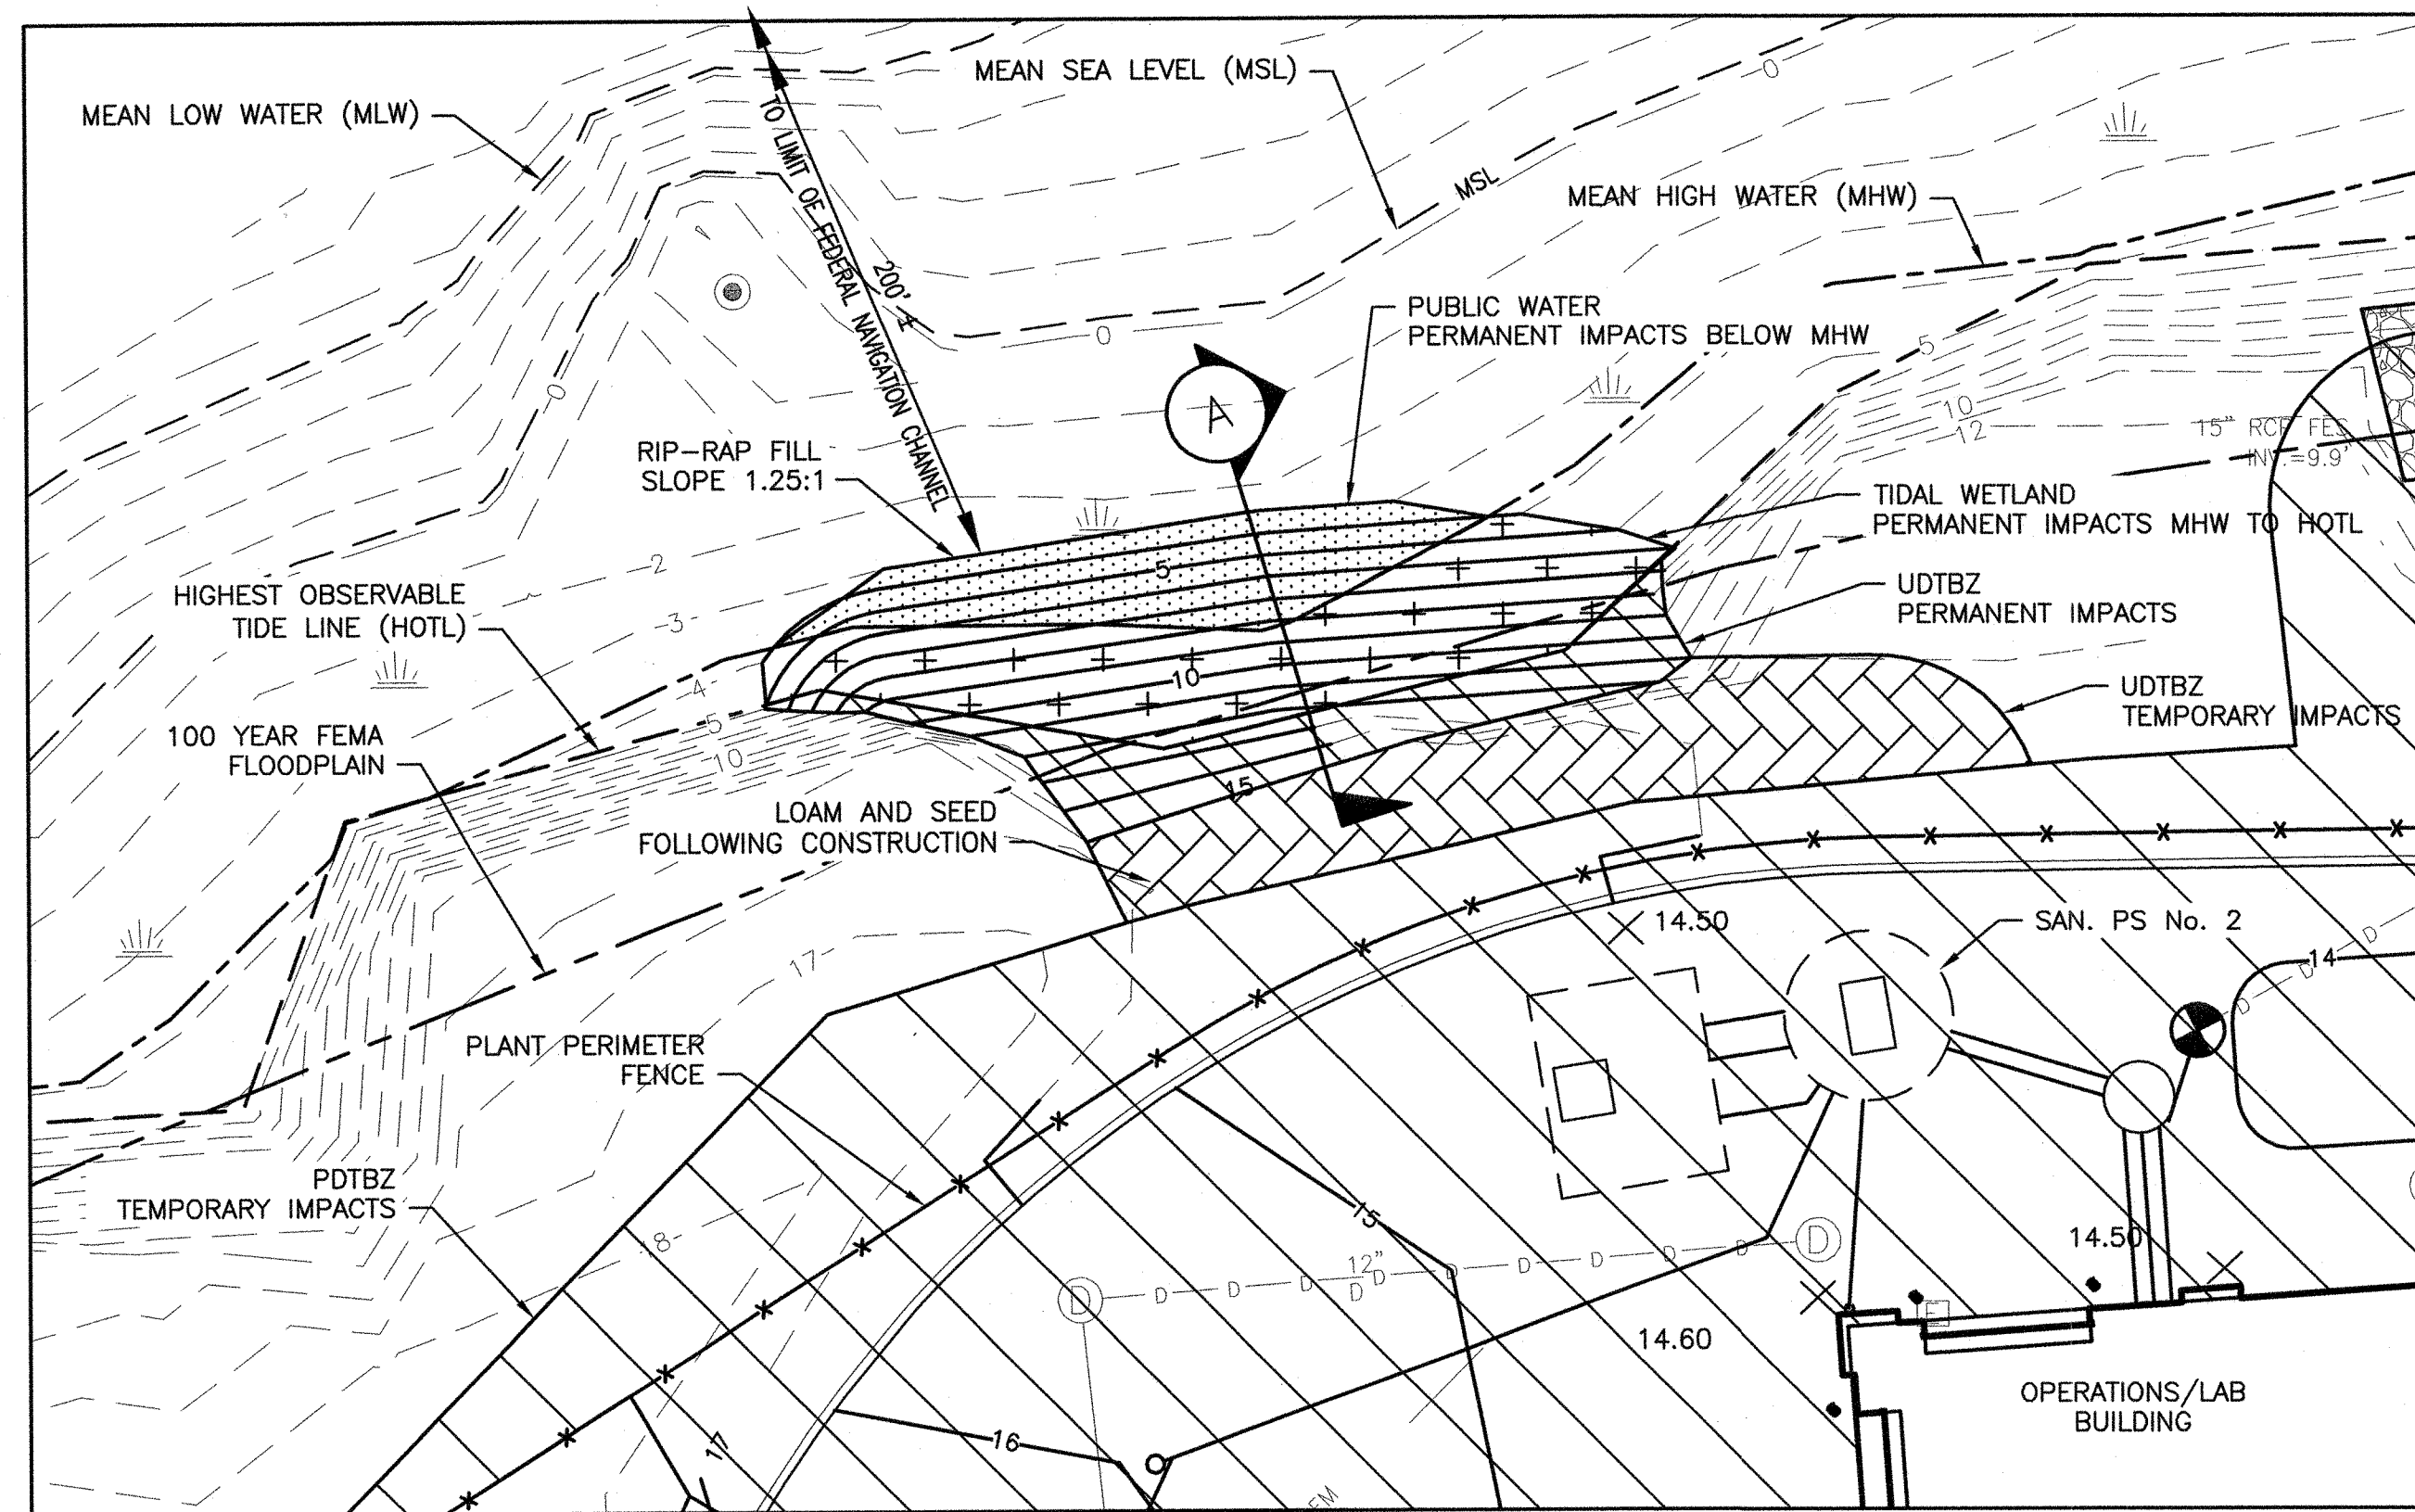 MEAN SEA LEVEL (MSL)
MEAN LOW WATER (MLW)
0
TO LIMIT OF FEDERAL NAVIGATION CHANNEL
200' ±
MSL
MEAN HIGH WATER (MHW)
PUBLIC WATER
PERMANENT IMPACTS BELOW MHW
0
0
5
10
12
15" RCP FES
INV.=9.9'
A
RIP-RAP FILL
SLOPE 1.25:1
TIDAL WETLAND
PERMANENT IMPACTS MHW TO HOTL
2
5
HIGHEST OBSERVABLE
TIDE LINE (HOTL)
3
UDTBZ
PERMANENT IMPACTS
4
10
5
UDTBZ
TEMPORARY IMPACTS
100 YEAR FEMA
FLOODPLAIN
10
15
LOAM AND SEED
FOLLOWING CONSTRUCTION
14.50
SAN. PS No. 2
17
14
D
D
D
PLANT PERIMETER
FENCE
PDTBZ
TEMPORARY IMPACTS
18
15
14.50
D
12"
D D D D D D D D D
D
D
14.60
E
OPERATIONS/LAB
BUILDING
16
17
FM